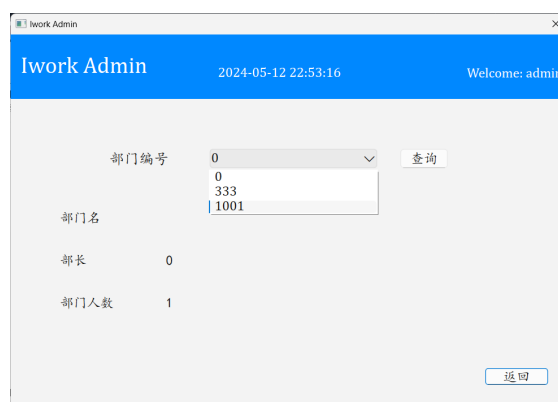 Iwork Admin
Iwork Admin
2024-05-12 22:53:16
Welcome: admin
部门编号
0
查询
0
333
1001
部门名
部长 0
部门人数 1
返回